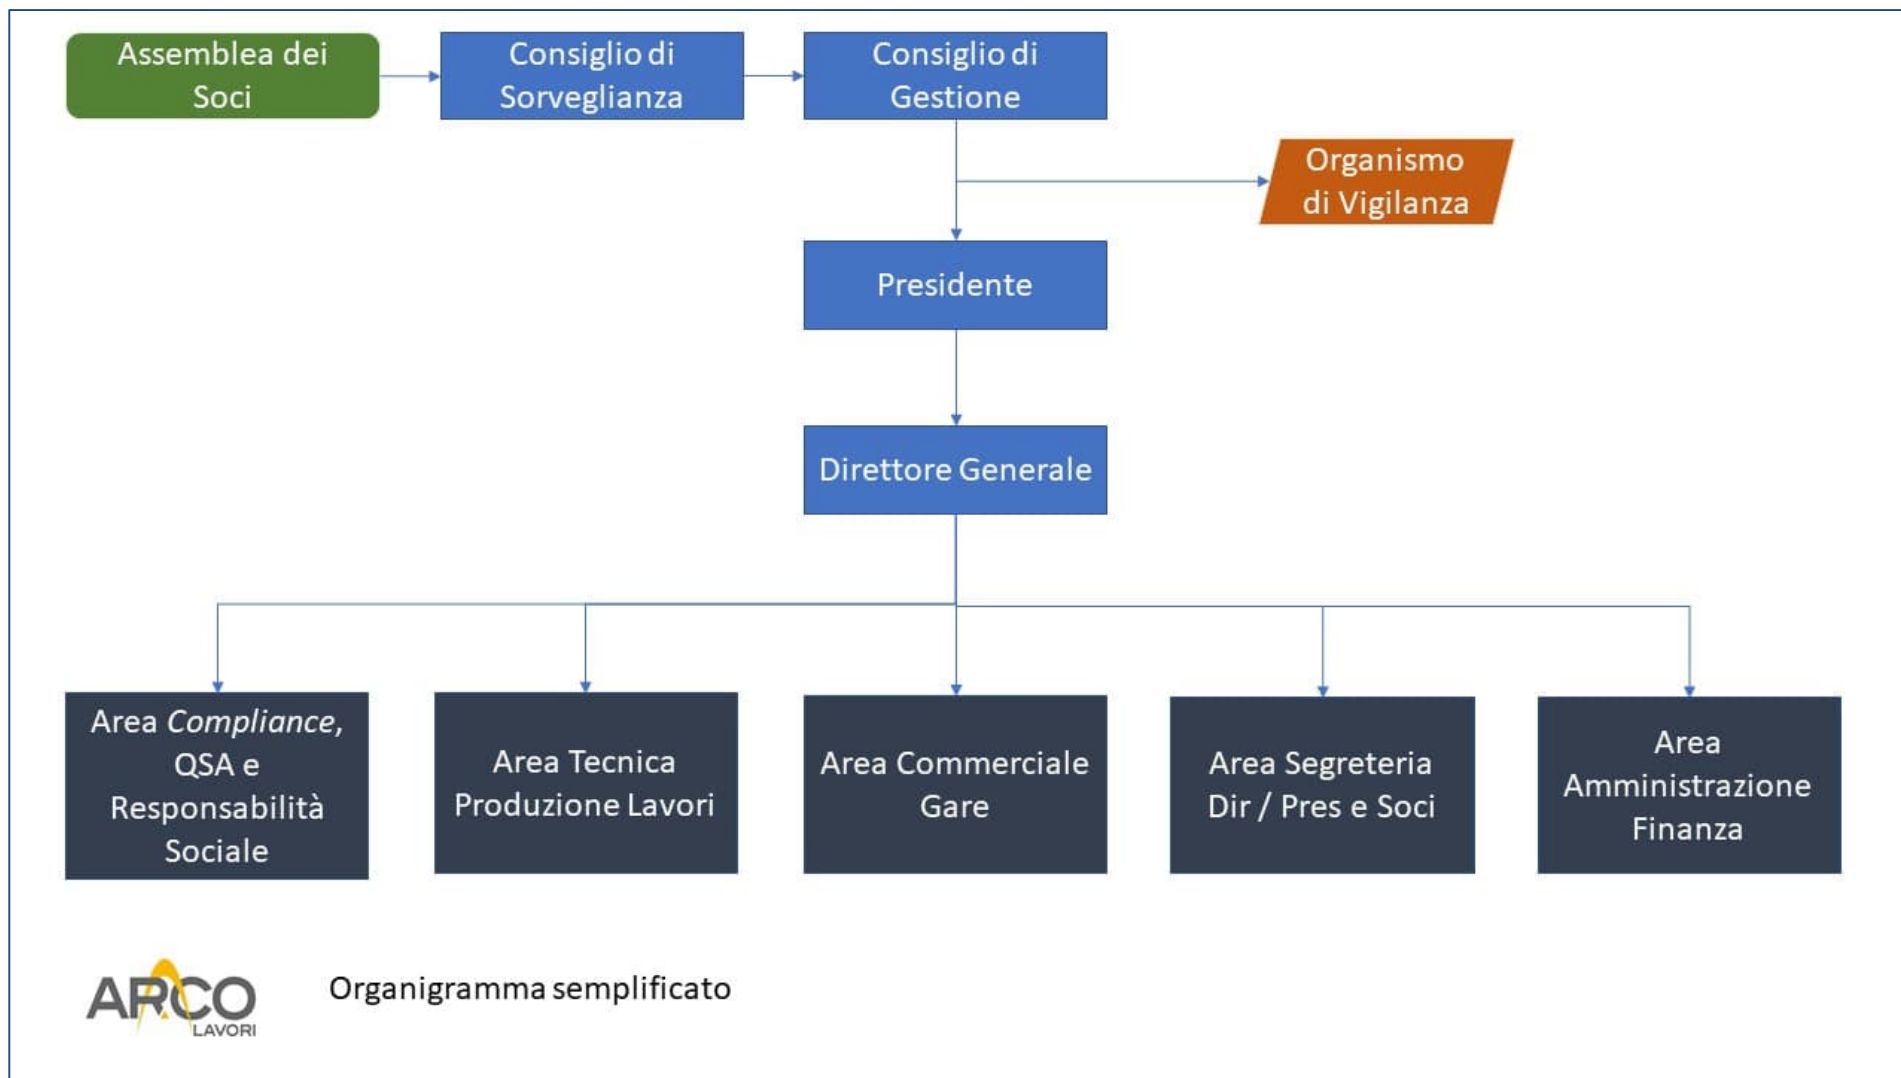 Assemblea dei
Soci
Consiglio di
Sorveglianza
Consiglio di
Gestione
Organismo
di Vigilanza
Presidente
Direttore Generale
Area Compliance,
QSA e
Responsabilità
Sociale
Area Tecnica
Produzione Lavori
Area Commerciale
Gare
Area Segreteria
Dir / Pres e Soci
Area
Amministrazione
Finanza
ARCO
LAVORI
Organigramma semplificato